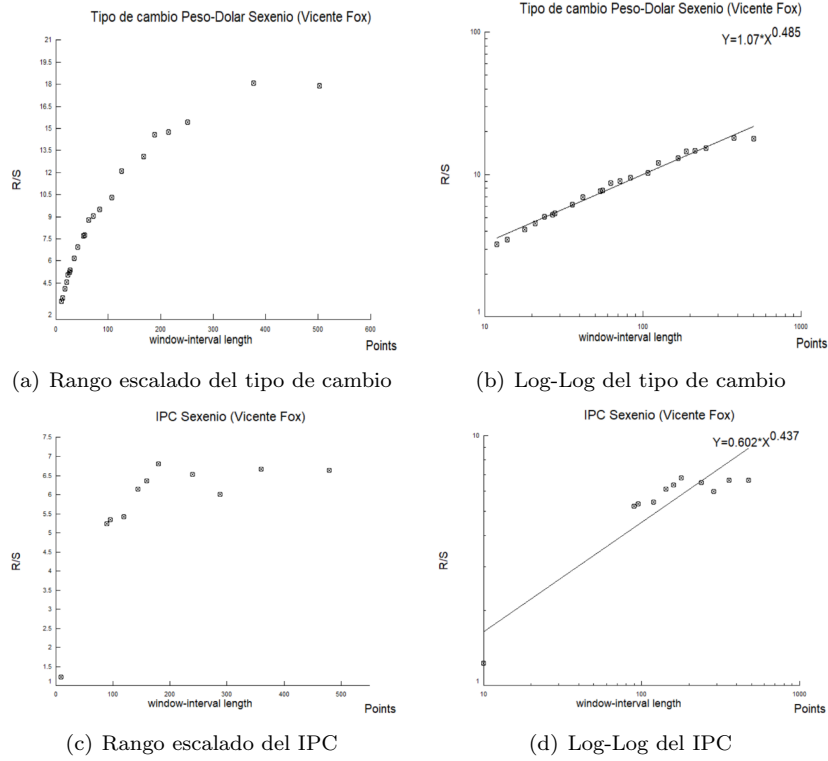 Tipo de cambio Peso-Dolar Sexenio (Vicente Fox)
21
19.5
18
16.5
15
13.5
12
10.5
9
7.5
6
4.5
2
R/S
0
100
200
300
400
500
600
window-interval length
Points
(a) Rango escalado del tipo de cambio
Tipo de cambio Peso-Dolar Sexenio (Vicente Fox)
Y=1.07*X^0.485
100
10
1
R/S
10
100
1000
window-interval length
Points
(b) Log-Log del tipo de cambio
IPC Sexenio (Vicente Fox)
7.5
7
6.5
6
5.5
5
4.5
4
3.5
3
2.5
2
1.5
1
R/S
0
100
200
300
400
500
window-interval length
Points
(c) Rango escalado del IPC
IPC Sexenio (Vicente Fox)
Y=0.602*X^0.437
10
1
R/S
10
100
1000
window-interval length
Points
(d) Log-Log del IPC